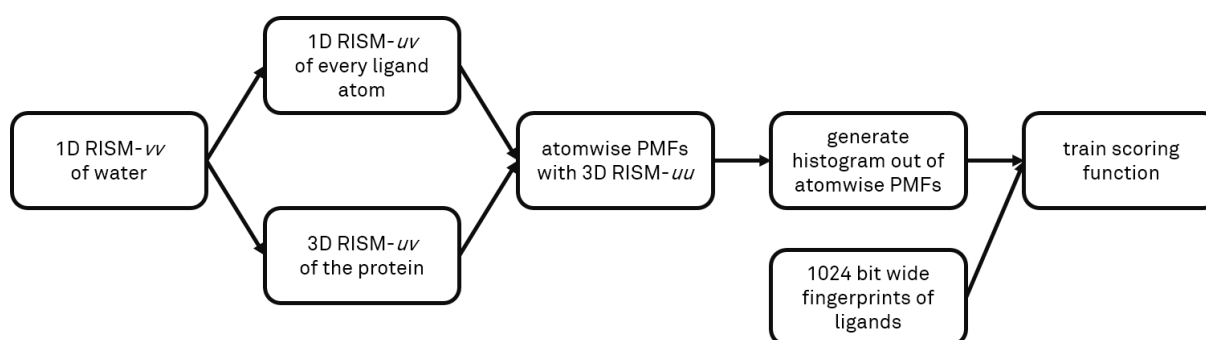 1D RISM-uv
of every ligand
atom
1D RISM-vv
of water
3D RISM-uv
of the protein
atomwise PMFs
with 3D RISM-uu
generate
histogram out of
atomwise PMFs
1024 bit wide
fingerprints of
ligands
train scoring
function